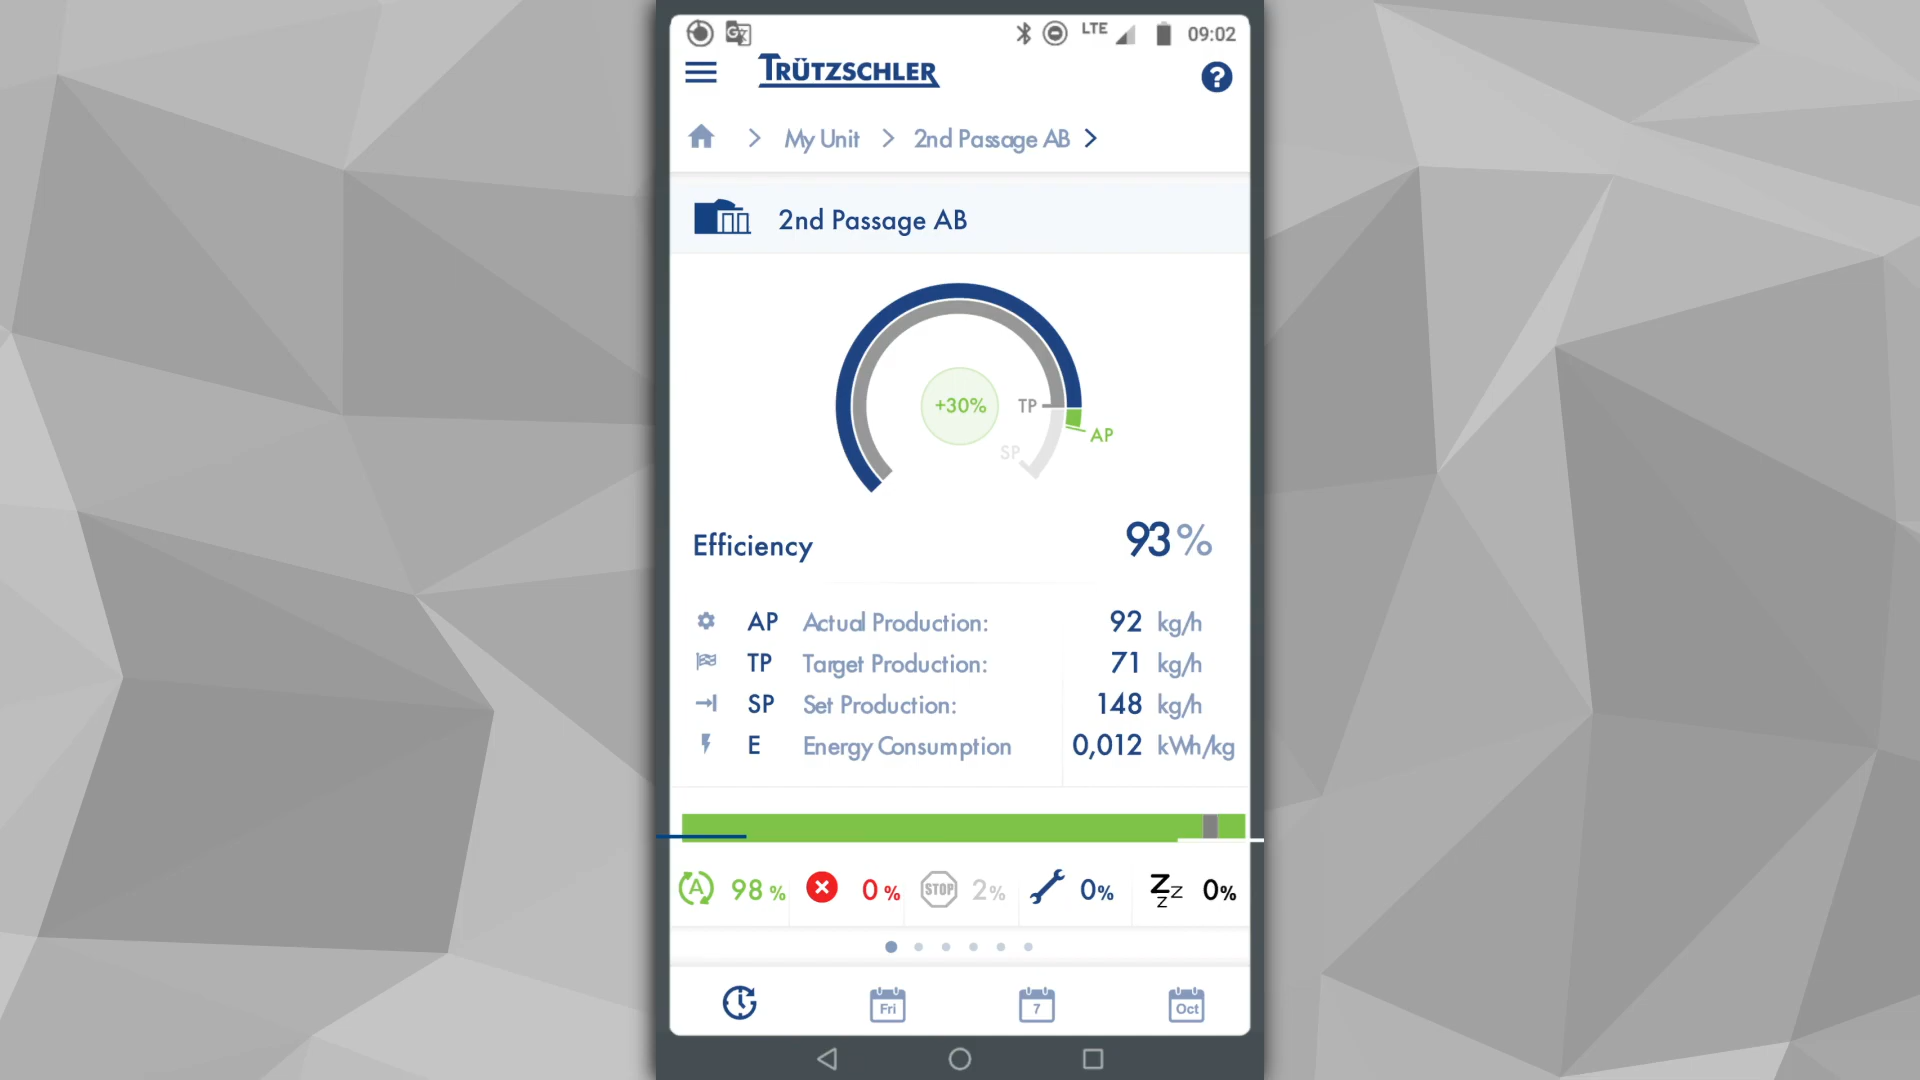 LTE 09:02
TRÜTZSCHLER ?
My Unit 2nd Passage AB
2nd Passage AB
+30% TP
AP
SP
Efficiency 93 %
AP Actual Production: 92 kg/h
TP Target Production: 71 kg/h
SP Set Production: 148 kg/h
E Energy Consumption 0,012 kWh/kg
A 98 % 0 % STOP 2% 0% zzz 0%
Fri 7 Oct